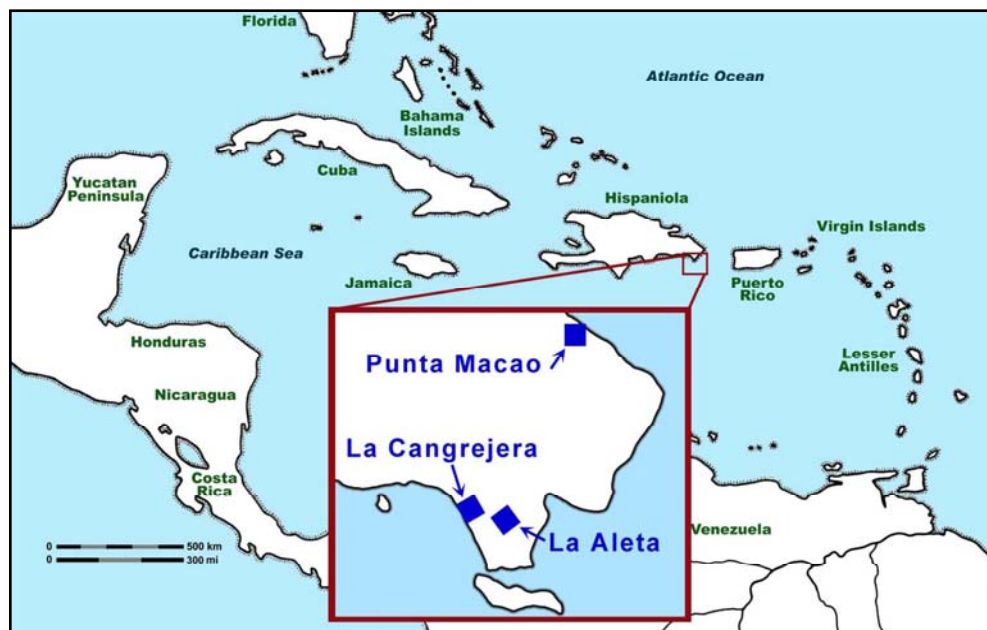 Florida
Atlantic Ocean
Bahama
Islands
Cuba
Yucatan
Peninsula
Hispaniola
Virgin Islands
Caribbean Sea
Jamaica
Puerto
Rico
Honduras
Lesser
Antilles
Nicaragua
Costa
Rica
Punta Macao
La Cangrejera
La Aleta
Venezuela
0 500 km
0 300 mi